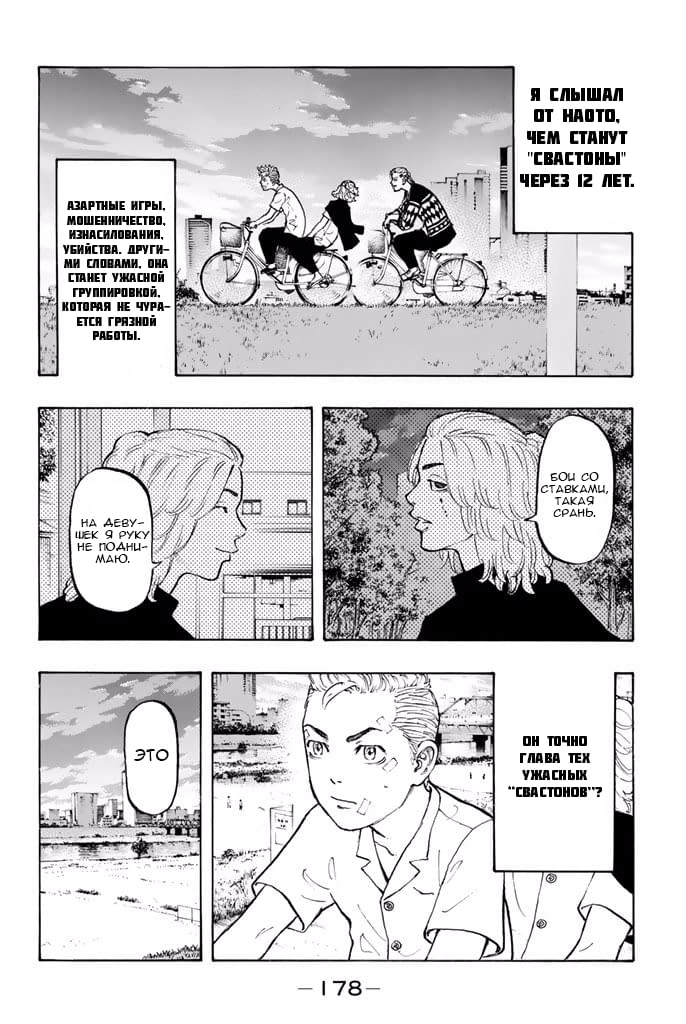 Я СЛЫШАЛ
ОТ НАОТО,
ЧЕМ СТАНУТ
"СВАСТОНЫ"
ЧЕРЕЗ 12 ЛЕТ.
АЗАРТНЫЕ ИГРЫ,
МОШЕННИЧЕСТВО,
ИЗНАСИЛОВАНИЯ,
УБИЙСТВА. ДРУГИ-
МИ СЛОВАМИ, ОНА
СТАНЕТ УЖАСНОЙ
ГРУППИРОВКОЙ,
КОТОРАЯ НЕ ЧУРА-
ЕТСЯ ГРЯЗНОЙ
РАБОТЫ.
БОИ СО
СТАВКАМИ,
ТАКАЯ
СРАНЬ.
НА ДЕВУ-
ШЕК Я РУКУ
НЕ ПОДНИ-
МАЮ.
ОН ТОЧНО
ГЛАВА ТЕХ
УЖАСНЫХ
"СВАСТОНОВ"?
ЭТО
—178—